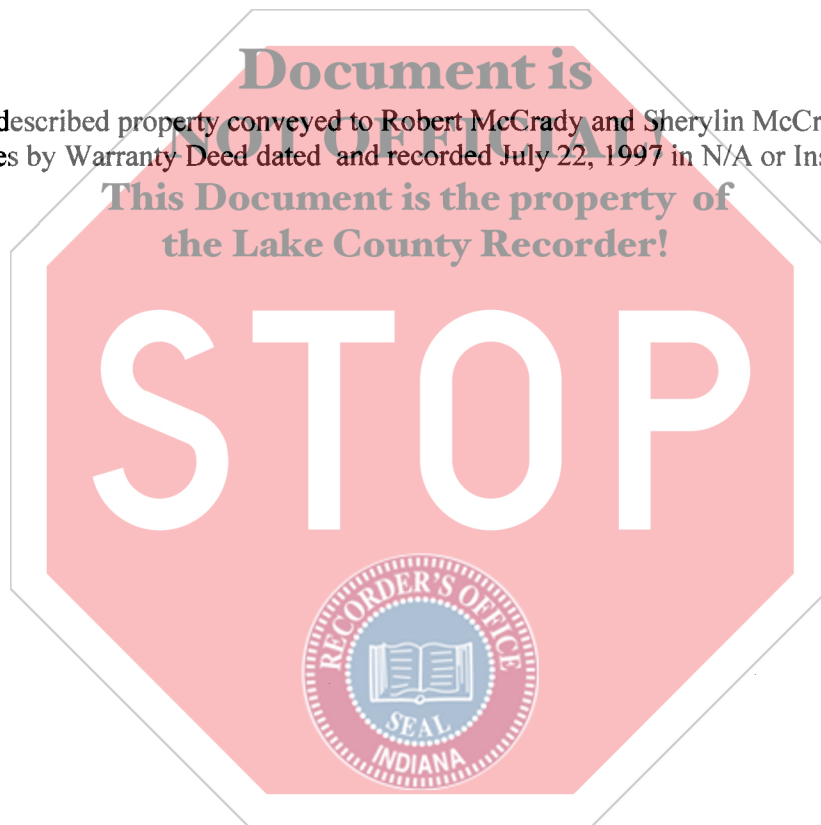 Document is
described property conveyed to Robert McCrady and Sherylin McCr
NOT OFFICIAL
es by Warranty Deed dated and recorded July 22, 1997 in N/A or Ins
This Document is the property of
the Lake County Recorder!
STOP
RECORDER'S OFFICE
SEAL
INDIANA